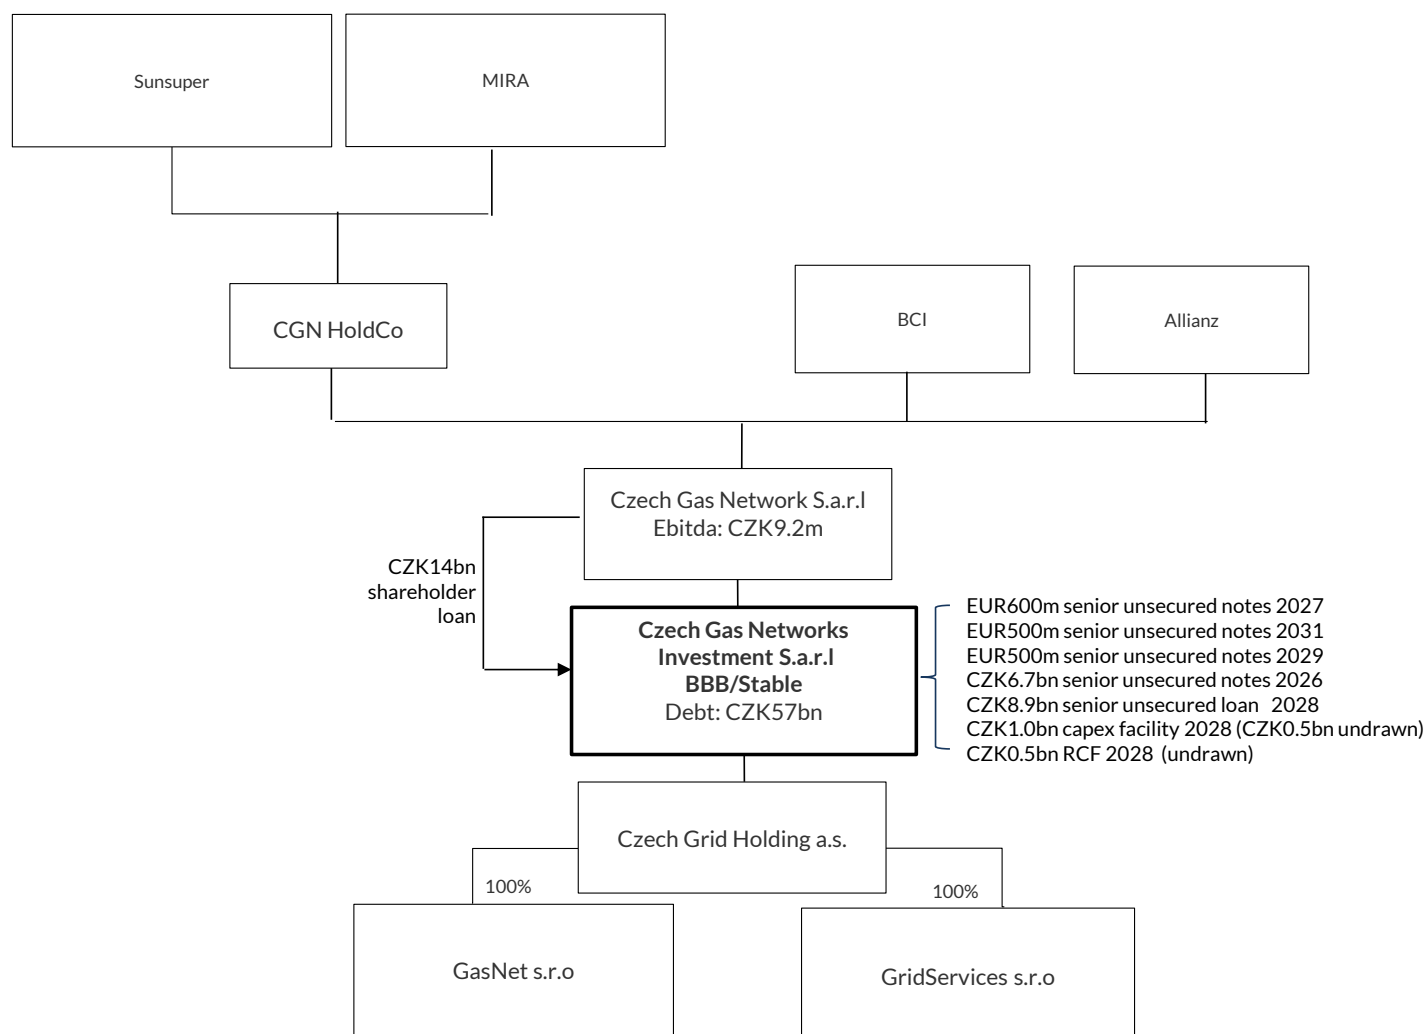 Sunsuper
MIRA
CGN HoldCo
BCI
Allianz
Czech Gas Network S.a.r.l
Ebitda: CZK9.2m
CZK14bn
shareholder
loan
Czech Gas Networks
Investment S.a.r.l
BBB/Stable
Debt: CZK57bn
EUR600m senior unsecured notes 2027
EUR500m senior unsecured notes 2031
EUR500m senior unsecured notes 2029
CZK6.7bn senior unsecured notes 2026
CZK8.9bn senior unsecured loan 2028
CZK1.0bn capex facility 2028 (CZK0.5bn undrawn)
CZK0.5bn RCF 2028 (undrawn)
Czech Grid Holding a.s.
100%
100%
GasNet s.r.o
GridServices s.r.o